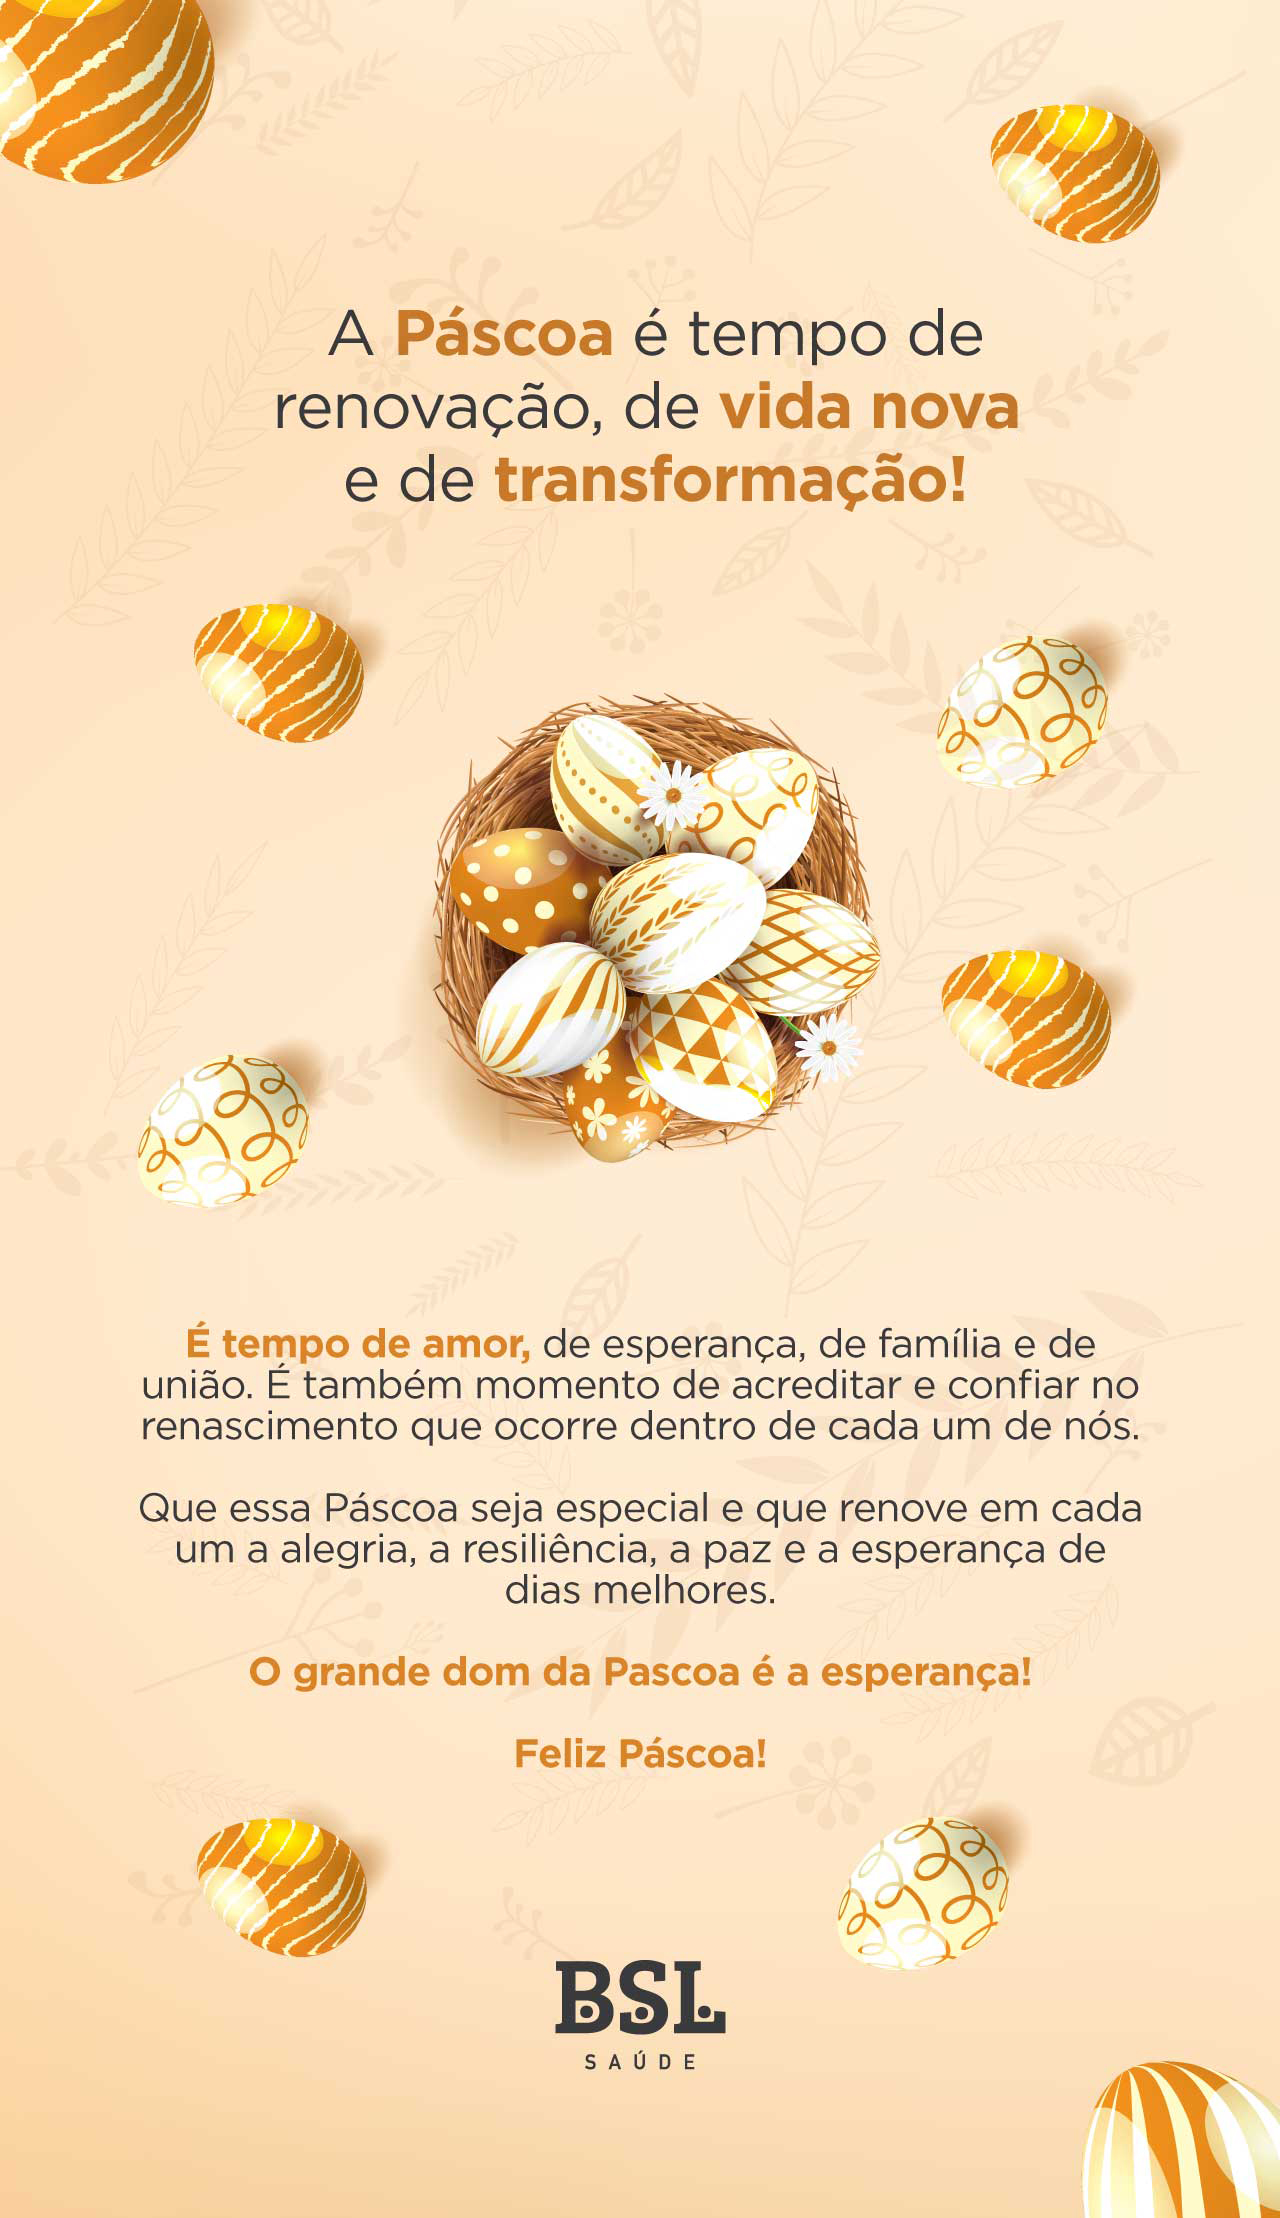 A Páscoa é tempo de
renovação, de vida nova
e de transformação!
É tempo de amor, de esperança, de família e de
união. É também momento de acreditar e confiar no
renascimento que ocorre dentro de cada um de nós.
Que essa Páscoa seja especial e que renove em cada
um a alegria, a resiliência, a paz e a esperança de
dias melhores.
O grande dom da Pascoa é a esperança!
Feliz Páscoa!
BSL
SAÚDE